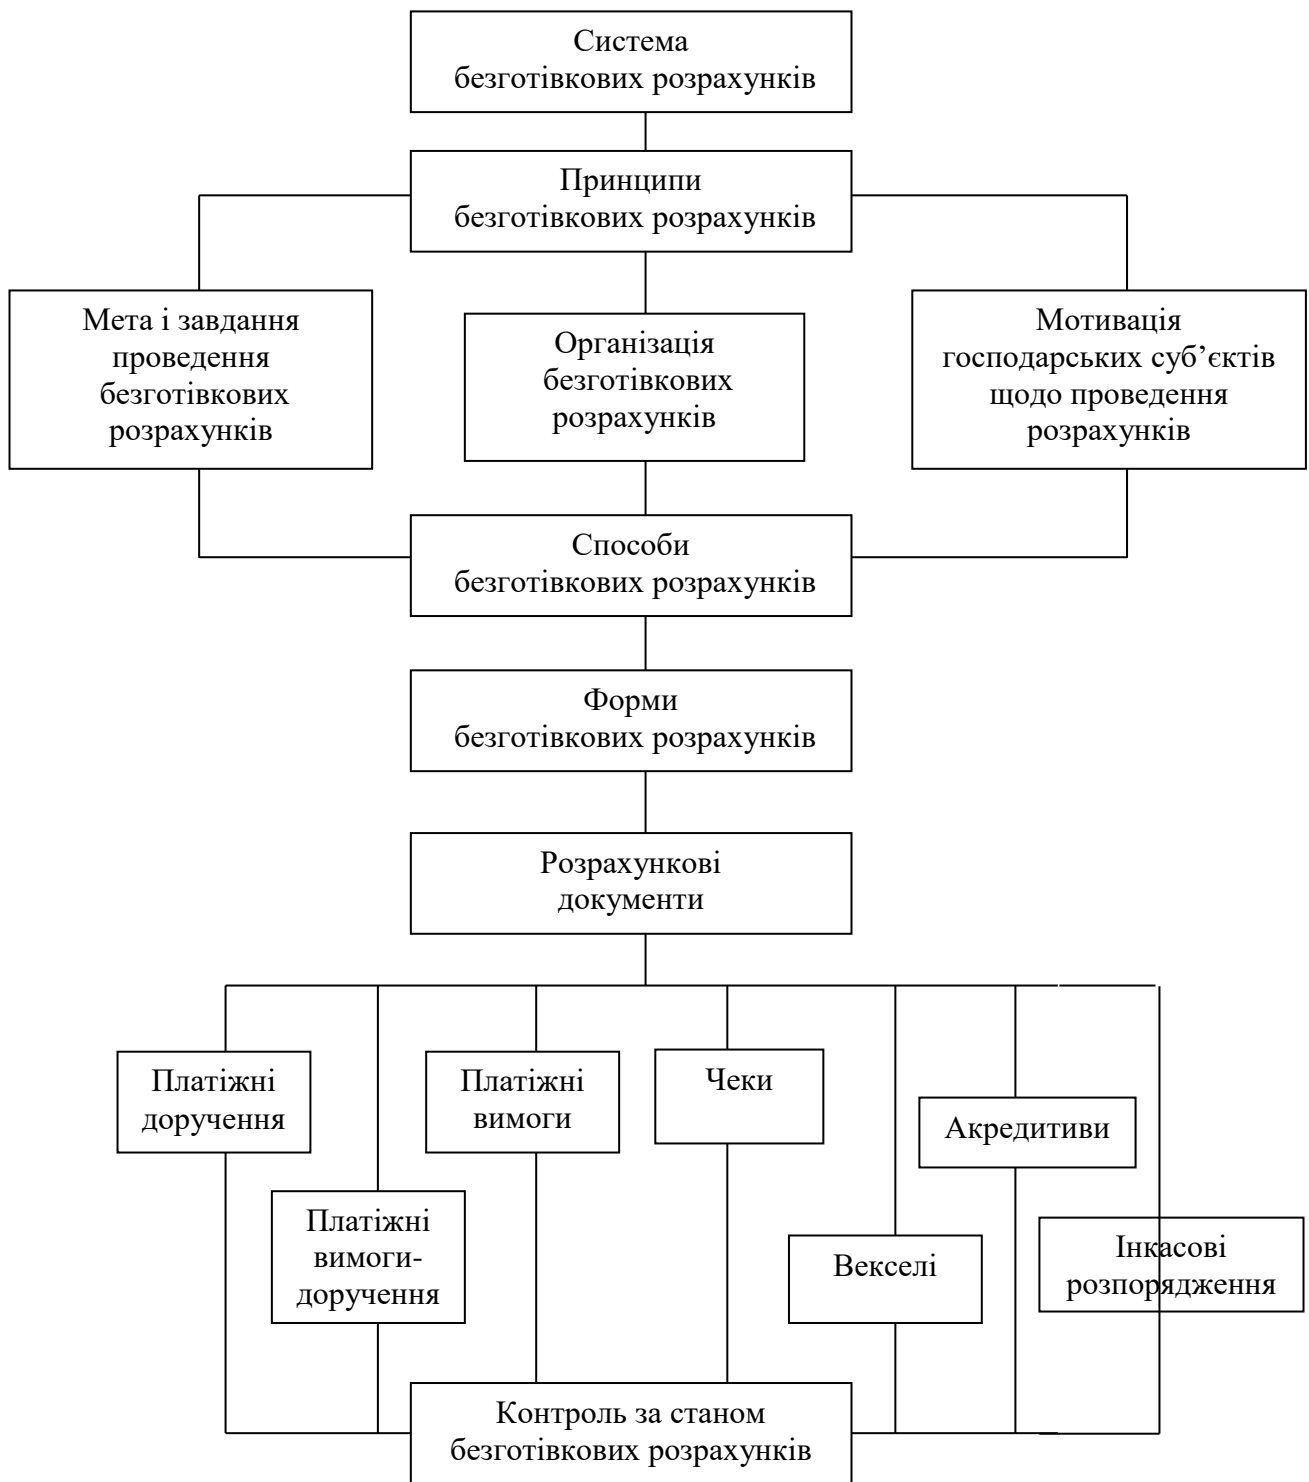 Система
безготівкових розрахунків
Принципи
безготівкових розрахунків
Мета і завдання
проведення
безготівкових
розрахунків
Організація
безготівкових
розрахунків
Мотивація
господарських суб’єктів
щодо проведення
розрахунків
Способи
безготівкових розрахунків
Форми
безготівкових розрахунків
Розрахункові
документи
Платіжні
доручення
Платіжні
вимоги-
доручення
Платіжні
вимоги
Чеки
Векселі
Акредитиви
Інкасові
розпорядження
Контроль за станом
безготівкових розрахунків